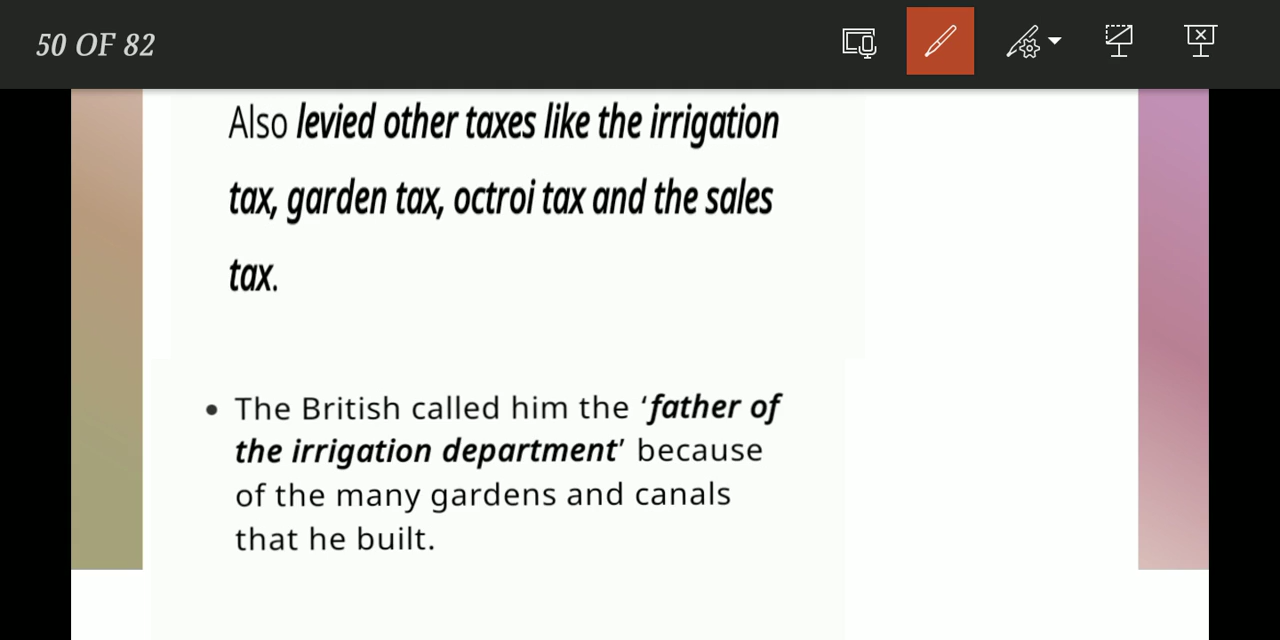 50 OF 82
Also levied other taxes like the irrigation
tax, garden tax, octroi tax and the sales
tax.
• The British called him the ‘father of
the irrigation department’ because
of the many gardens and canals
that he built.